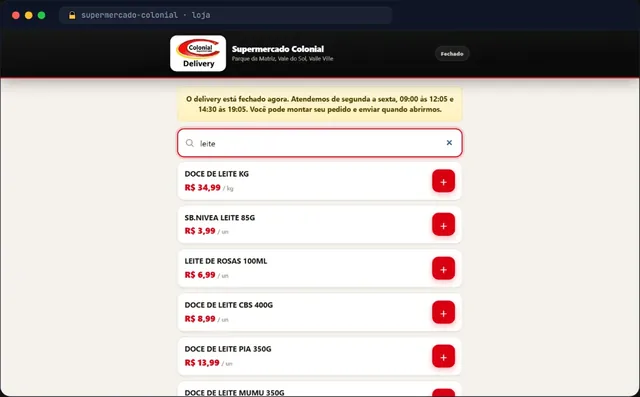 supermercado-colonial · loja
Colonial
Delivery
Supermercado Colonial
Parque da Matriz, Vale do Sol, Valle Ville
Fechado
O delivery está fechado agora. Atendemos de segunda a sexta, 09:00 às 12:05 e
14:30 às 19:05. Você pode montar seu pedido e enviar quando abrirmos.
leite
DOCE DE LEITE KG
R$ 34,99 / kg
SB.NIVEA LEITE 85G
R$ 3,99 / un
LEITE DE ROSAS 100ML
R$ 6,99 / un
DOCE DE LEITE CBS 400G
R$ 8,99 / un
DOCE DE LEITE PIA 350G
R$ 13,99 / un
DOCE DE LEITE MUMU 350G